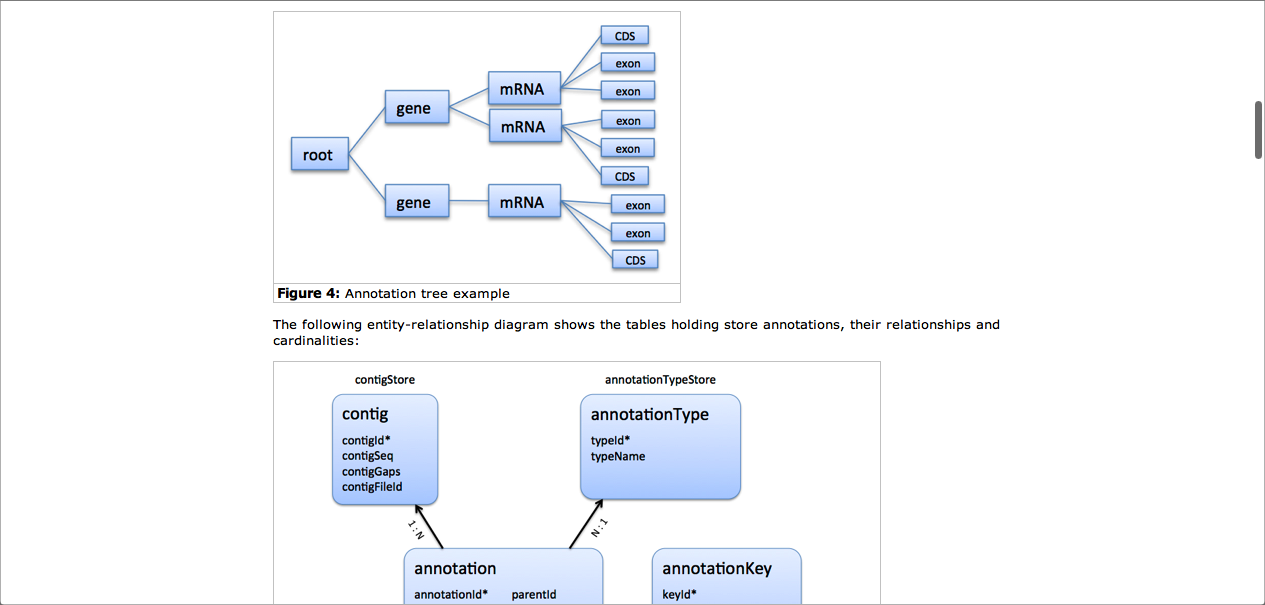 CDS
exon
mRNA
exon
gene
mRNA
exon
exon
root
CDS
gene
mRNA
exon
exon
CDS
Figure 4: Annotation tree example
The following entity-relationship diagram shows the tables holding store annotations, their relationships and
cardinalities:
contigStore
annotationTypeStore
contig
contigId*
contigSeq
contigGaps
contigFileId
annotationType
typeId*
typeName
1:N
N:1
annotation
annotationId* parentId
annotationKey
keyId*